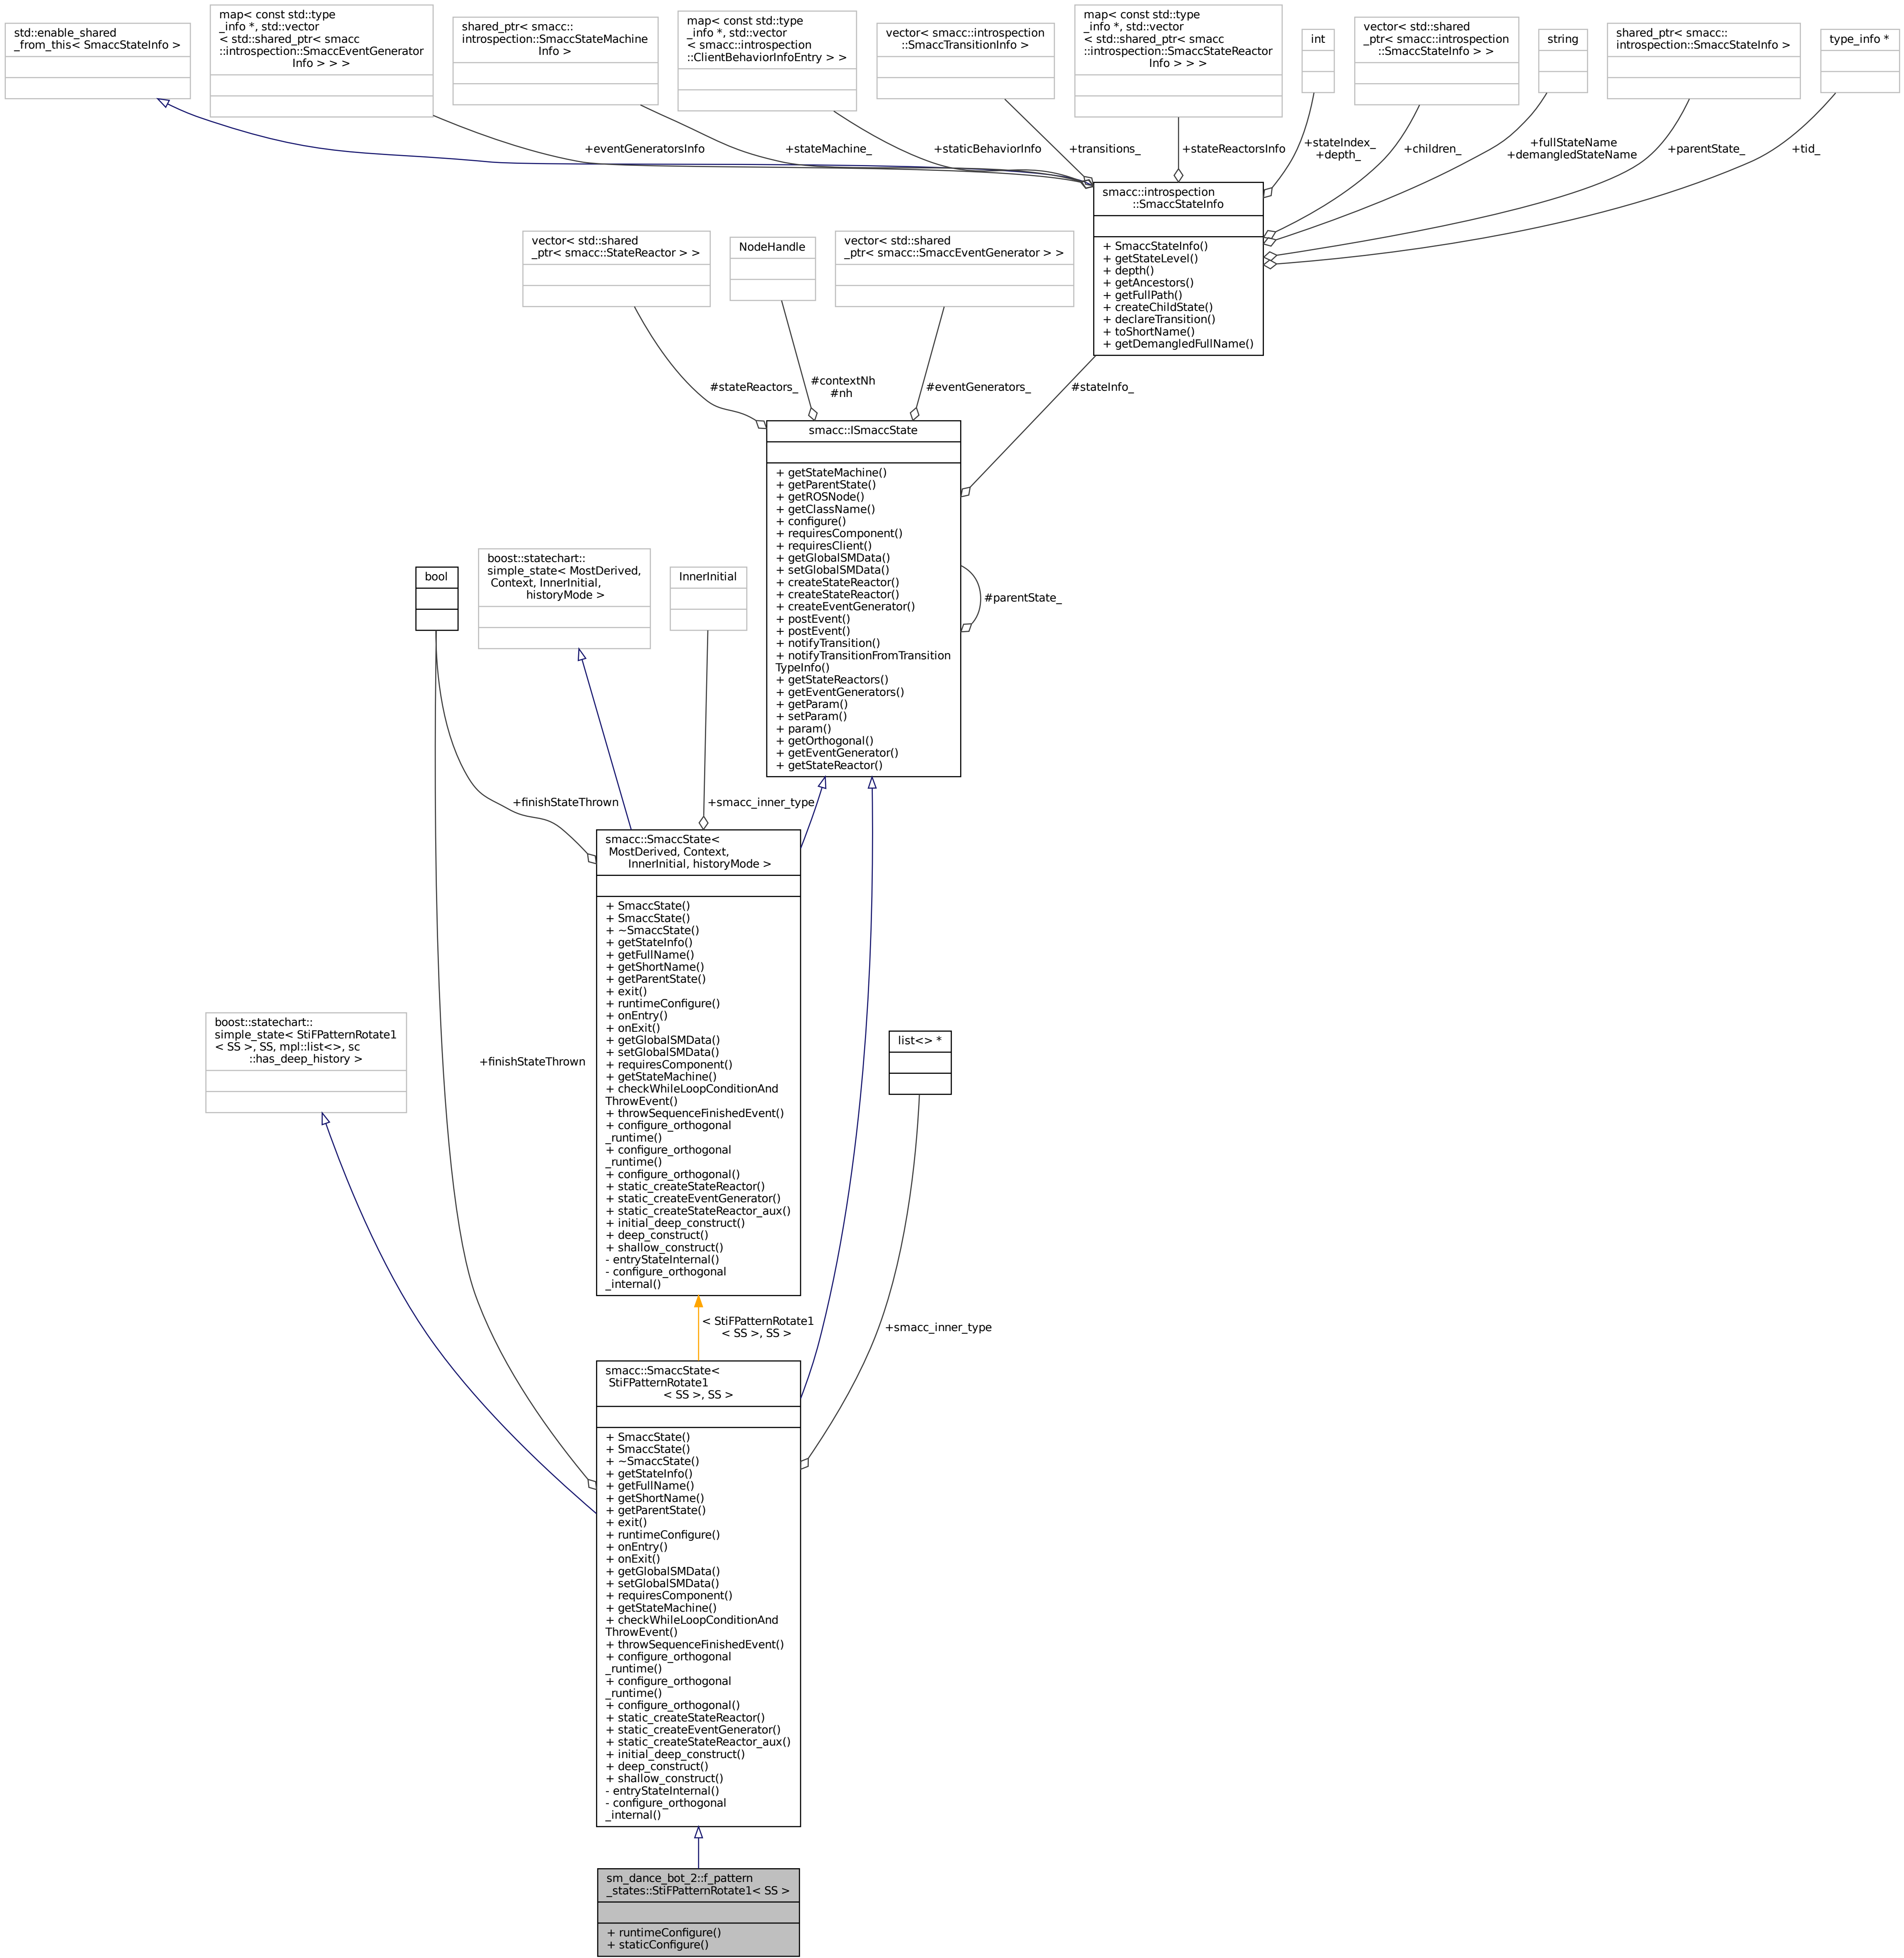 std::enable_shared
_from_this< SmaccStateInfo >
map< const std::type
_info *, std::vector
< std::shared_ptr< smacc
::introspection::SmaccEventGenerator
Info > > >
shared_ptr< smacc::
introspection::SmaccStateMachine
Info >
map< const std::type
_info *, std::vector
< smacc::introspection
::ClientBehaviorInfoEntry > >
vector< smacc::introspection
::SmaccTransitionInfo >
map< const std::type
_info *, std::vector
< std::shared_ptr< smacc
::introspection::SmaccStateReactor
Info > > >
int
vector< std::shared
_ptr< smacc::introspection
::SmaccStateInfo > >
string
shared_ptr< smacc::
introspection::SmaccStateInfo >
type_info *
+eventGeneratorsInfo
+stateMachine_
+staticBehaviorInfo
+transitions_
+stateReactorsInfo
+stateIndex_
+depth_
+children_
+fullStateName
+demangledStateName
+parentState_
+tid_
smacc::introspection
::SmaccStateInfo
+ SmaccStateInfo()
+ getStateLevel()
+ depth()
+ getAncestors()
+ getFullPath()
+ createChildState()
+ declareTransition()
+ toShortName()
+ getDemangledFullName()
vector< std::shared
_ptr< smacc::StateReactor > >
NodeHandle
vector< std::shared
_ptr< smacc::SmaccEventGenerator > >
#stateReactors_
#contextNh
#nh
#eventGenerators_
#stateInfo_
smacc::ISmaccState
+ getStateMachine()
+ getParentState()
+ getROSNode()
+ getClassName()
+ configure()
+ requiresComponent()
+ requiresClient()
+ getGlobalSMData()
+ setGlobalSMData()
+ createStateReactor()
+ createStateReactor()
+ createEventGenerator()
+ postEvent()
+ postEvent()
+ notifyTransition()
+ notifyTransitionFromTransition
TypeInfo()
+ getStateReactors()
+ getEventGenerators()
+ getParam()
+ setParam()
+ param()
+ getOrthogonal()
+ getEventGenerator()
+ getStateReactor()
#parentState_
bool
boost::statechart::
simple_state< MostDerived,
Context, InnerInitial,
historyMode >
InnerInitial
+finishStateThrown
+smacc_inner_type
smacc::SmaccState<
MostDerived, Context,
InnerInitial, historyMode >
+ SmaccState()
+ SmaccState()
+ ~SmaccState()
+ getStateInfo()
+ getFullName()
+ getShortName()
+ getParentState()
+ exit()
+ runtimeConfigure()
+ onEntry()
+ onExit()
+ getGlobalSMData()
+ setGlobalSMData()
+ requiresComponent()
+ getStateMachine()
+ checkWhileLoopConditionAnd
ThrowEvent()
+ throwSequenceFinishedEvent()
+ configure_orthogonal
_runtime()
+ configure_orthogonal
_runtime()
+ configure_orthogonal()
+ static_createStateReactor()
+ static_createEventGenerator()
+ static_createStateReactor_aux()
+ initial_deep_construct()
+ deep_construct()
+ shallow_construct()
- entryStateInternal()
- configure_orthogonal
_internal()
boost::statechart::
simple_state< StiFPatternRotate1
< SS >, SS, mpl::list<>, sc
::has_deep_history >
+finishStateThrown
list<> *
< StiFPatternRotate1
< SS >, SS >
+smacc_inner_type
smacc::SmaccState<
StiFPatternRotate1
< SS >, SS >
+ SmaccState()
+ SmaccState()
+ ~SmaccState()
+ getStateInfo()
+ getFullName()
+ getShortName()
+ getParentState()
+ exit()
+ runtimeConfigure()
+ onEntry()
+ onExit()
+ getGlobalSMData()
+ setGlobalSMData()
+ requiresComponent()
+ getStateMachine()
+ checkWhileLoopConditionAnd
ThrowEvent()
+ throwSequenceFinishedEvent()
+ configure_orthogonal
_runtime()
+ configure_orthogonal
_runtime()
+ configure_orthogonal()
+ static_createStateReactor()
+ static_createEventGenerator()
+ static_createStateReactor_aux()
+ initial_deep_construct()
+ deep_construct()
+ shallow_construct()
- entryStateInternal()
- configure_orthogonal
_internal()
sm_dance_bot_2::f_pattern
_states::StiFPatternRotate1< SS >
+ runtimeConfigure()
+ staticConfigure()